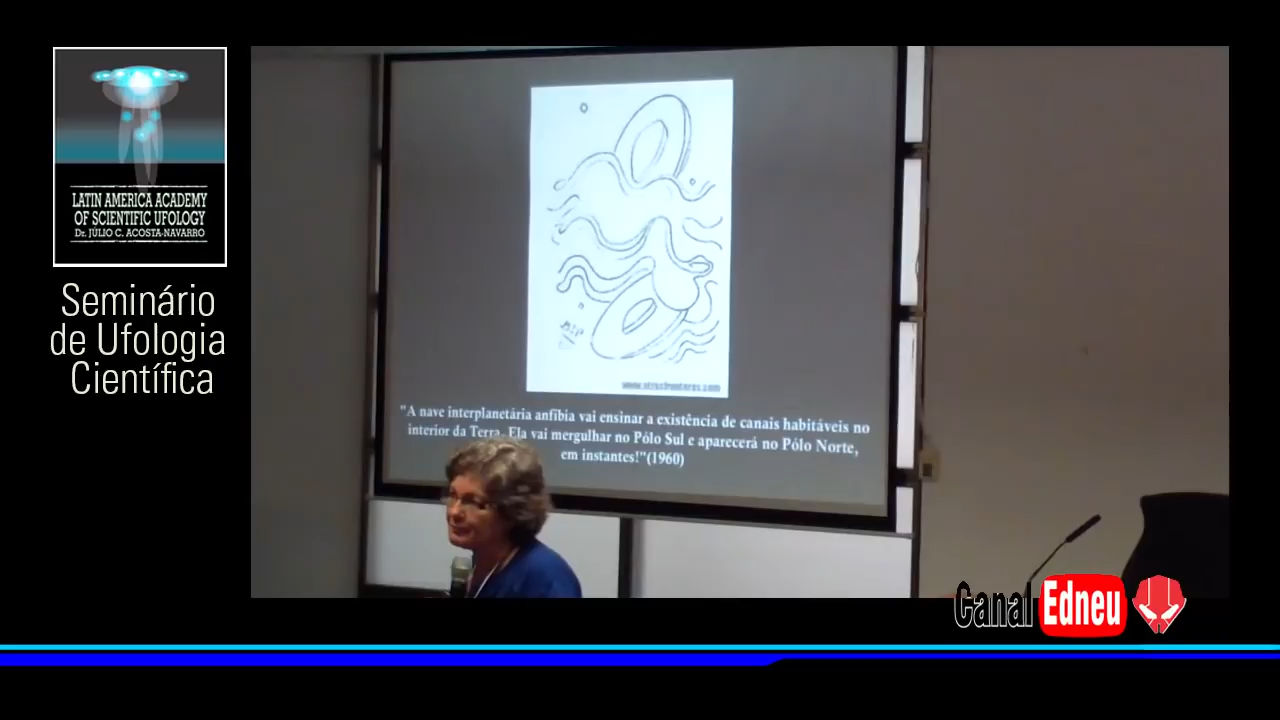 LATIN AMERICA ACADEMY
OF SCIENTIFIC UFOLOGY
Dr. JÚLIO C. ACOSTA-NAVARRO
Seminário
de Ufologia
Científica
"A nave interplanetária anfíbia vai ensinar a existência de canais habitáveis no
interior da Terra. Ela vai mergulhar no Pólo Sul e aparecerá no Pólo Norte,
em instantes!"(1960)
Canal Edneu